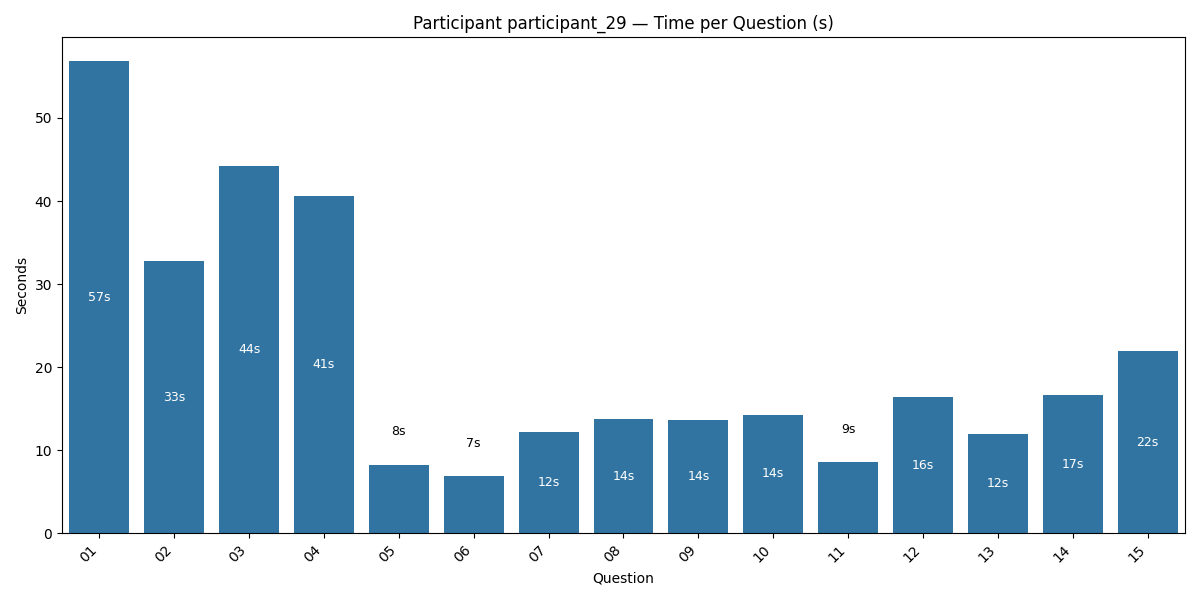 Participant participant_29 — Time per Question (s)
Seconds
50
40
30
20
10
0
57s
33s
44s
41s
8s
7s
12s
14s
14s
14s
9s
16s
12s
17s
22s
01
02
03
04
05
06
07
08
09
10
11
12
13
14
15
Question